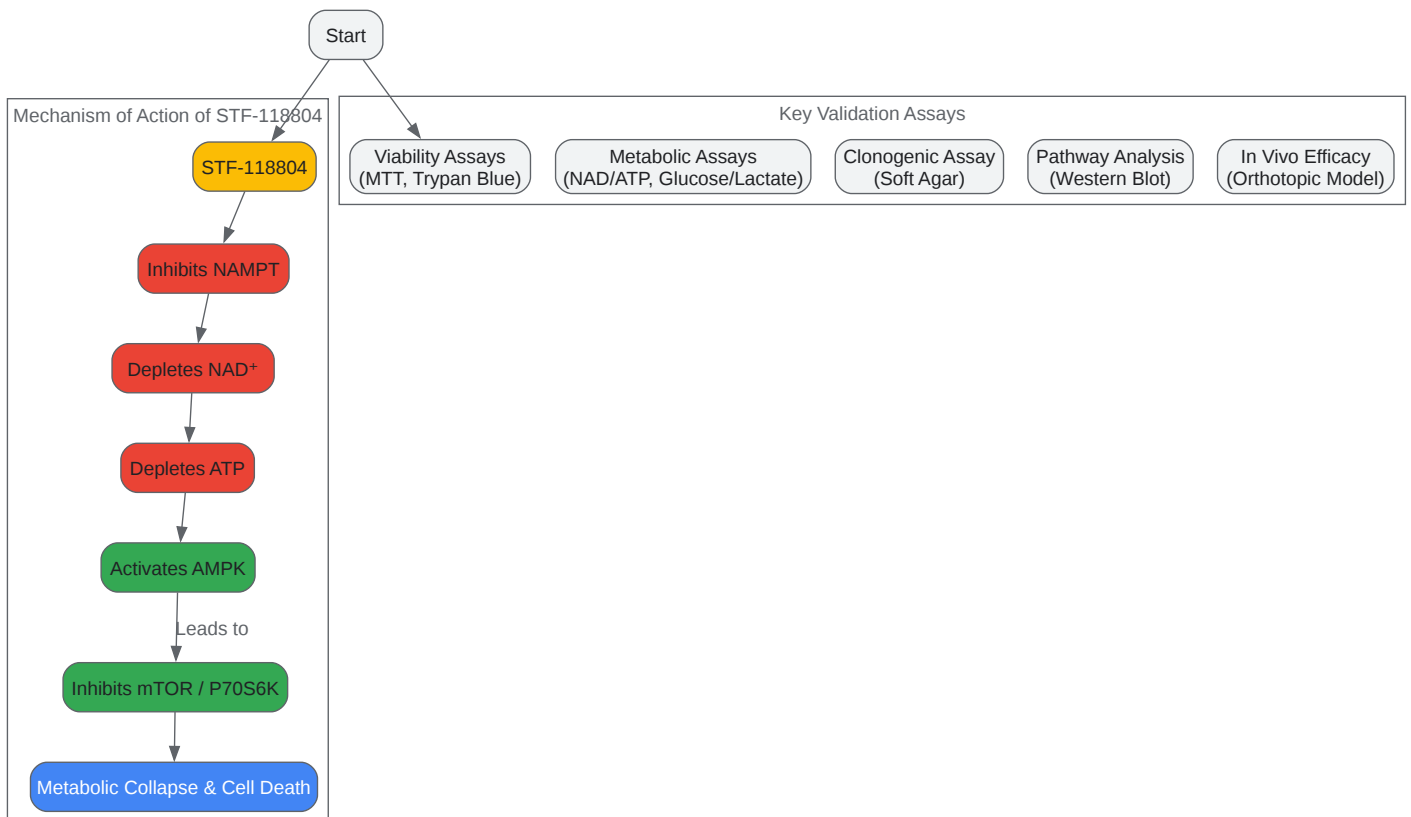 Start
Mechanism of Action of STF-118804
STF-118804
Inhibits NAMPT
Depletes NAD⁺
Depletes ATP
Activates AMPK
Leads to
Inhibits mTOR / P70S6K
Metabolic Collapse & Cell Death
Key Validation Assays
Viability Assays
(MTT, Trypan Blue)
Metabolic Assays
(NAD/ATP, Glucose/Lactate)
Clonogenic Assay
(Soft Agar)
Pathway Analysis
(Western Blot)
In Vivo Efficacy
(Orthotopic Model)